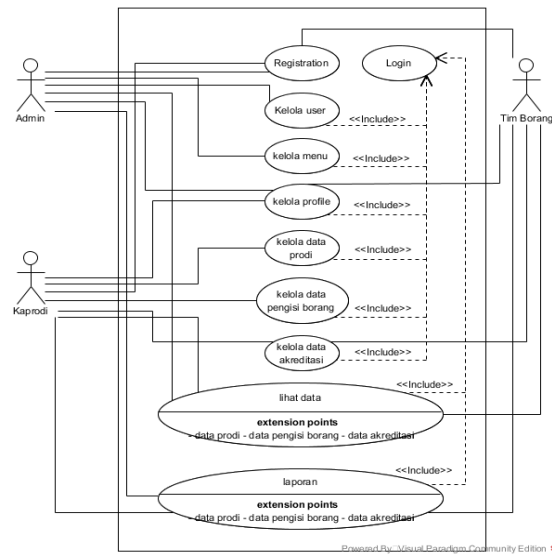 Registration
Login
Admin
Tim Borang
Kelola user
<<Include>>
kelola menu
<<Include>>
kelola profile
<<Include>>
kelola data
prodi
<<Include>>
Kaprodi
kelola data
pengisi borang
<<Include>>
kelola data
akreditasi
<<Include>>
lihat data
<<Include>>
extension points
- data prodi - data pengisi borang - data akreditasi
<<Include>>
laporan
extension points
- data prodi - data pengisi borang - data akreditasi
Powered By Visual Paradigm Community Edition